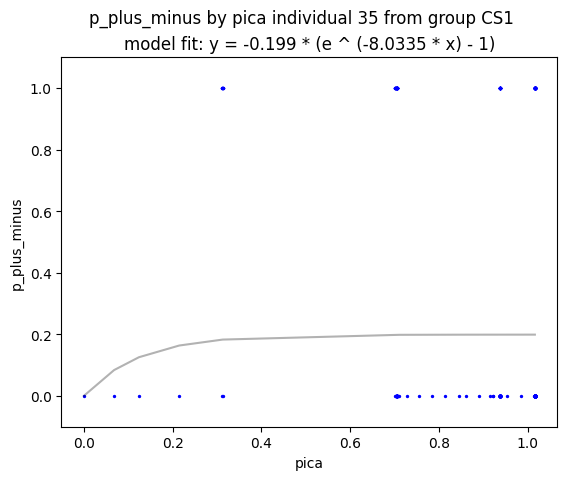 p_plus_minus by pica individual 35 from group CS1
model fit: y = -0.199 * (e ^ (-8.0335 * x) - 1)
1.0
0.8
0.6
0.4
0.2
0.0
p_plus_minus
0.0 0.2 0.4 0.6 0.8 1.0
pica